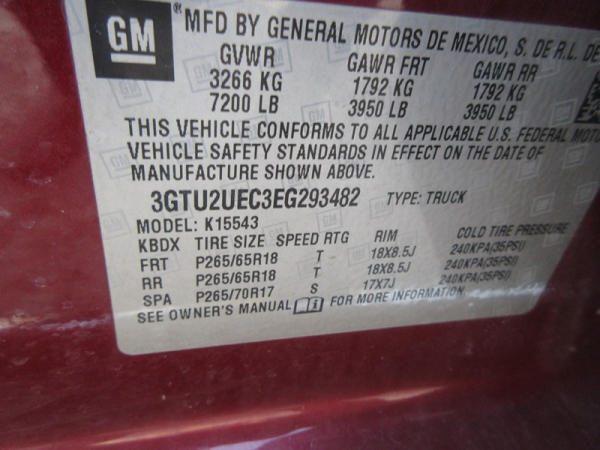 GM
MFD BY GENERAL MOTORS DE MEXICO, S. DE R.L. DE
GVWR GAWR FRT GAWR RR
3266 KG 1792 KG 1792 KG
7200 LB 3950 LB 3950 LB
THIS VEHICLE CONFORMS TO ALL APPLICABLE U.S. FEDERAL MOTO
VEHICLE SAFETY STANDARDS IN EFFECT ON THE DATE OF
MANUFACTURE SHOWN ABOVE.
3GTU2UEC3EG293482 TYPE: TRUCK
MODEL: K15543
KBDX TIRE SIZE SPEED RTG RIM COLD TIRE PRESSURE
FRT P265/65R18 T 18X8.5J 240KPA(35PSI)
RR P265/65R18 T 18X8.5J 240KPA(35PSI)
SPA P265/70R17 S 17X7J 240KPA(35PSI)
SEE OWNER'S MANUAL FOR MORE INFORMATION